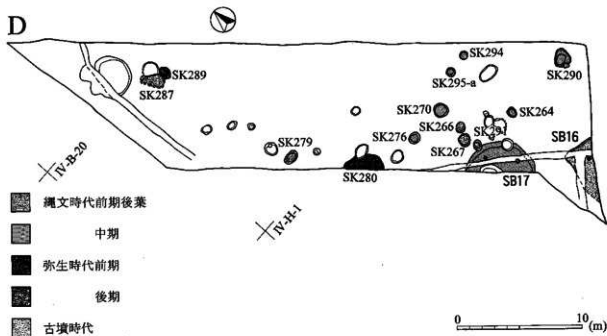 D
SK294
SK289
SK290
SK295-a
SK287
SK270
SK264
SK266
SK291
SK276
SK279
SK267
SB16
IV-B-20
SK280
SB17
縄文時代前期後葉
IV-H-1
中期
弥生時代前期
後期
古墳時代
0 10 (m)